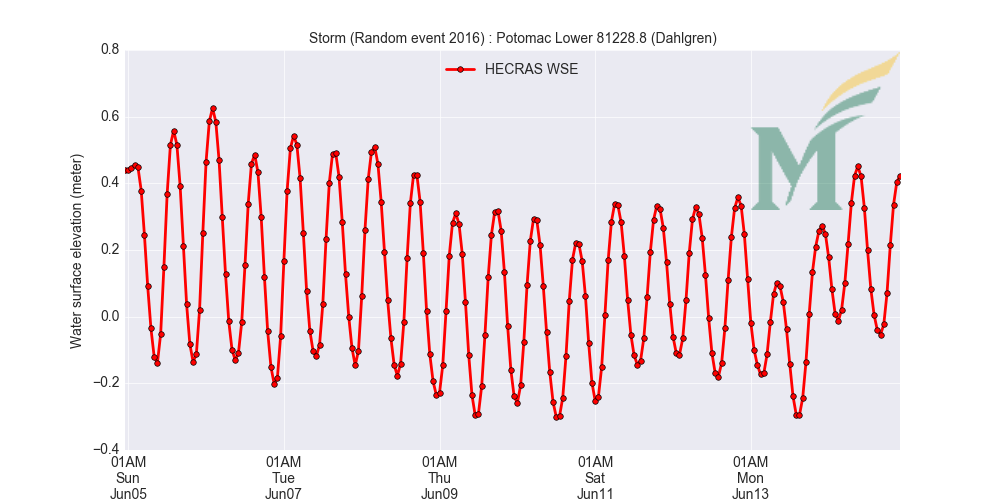 Storm (Random event 2016) : Potomac Lower 81228.8 (Dahlgren)
HECRAS WSE
M
Water surface elevation (meter)
0.8
0.6
0.4
0.2
0.0
−0.2
−0.4
01AM 01AM 01AM 01AM 01AM
Sun Tue Thu Sat Mon
Jun05 Jun07 Jun09 Jun11 Jun13